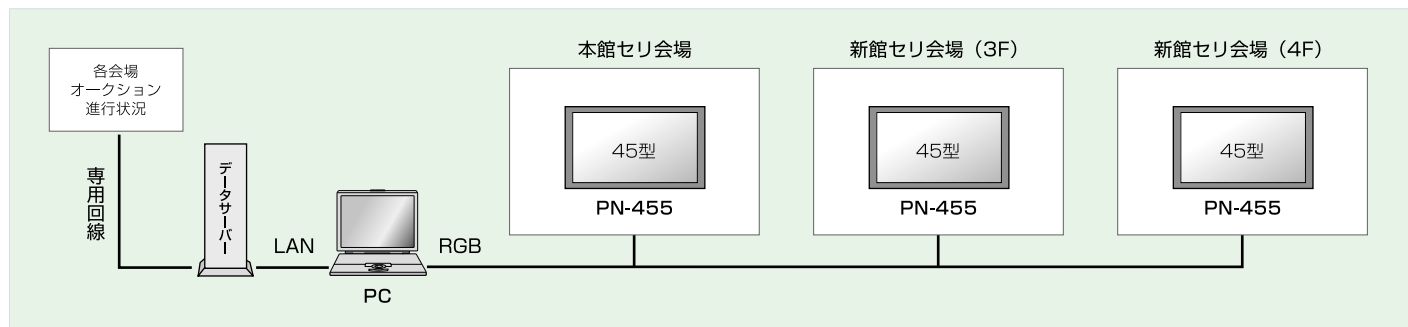 各会場
オークション
進行状況
専用回線
データサーバー
LAN
PC
RGB
本館セリ会場
45型
PN-455
新館セリ会場（3F）
45型
PN-455
新館セリ会場（4F）
45型
PN-455